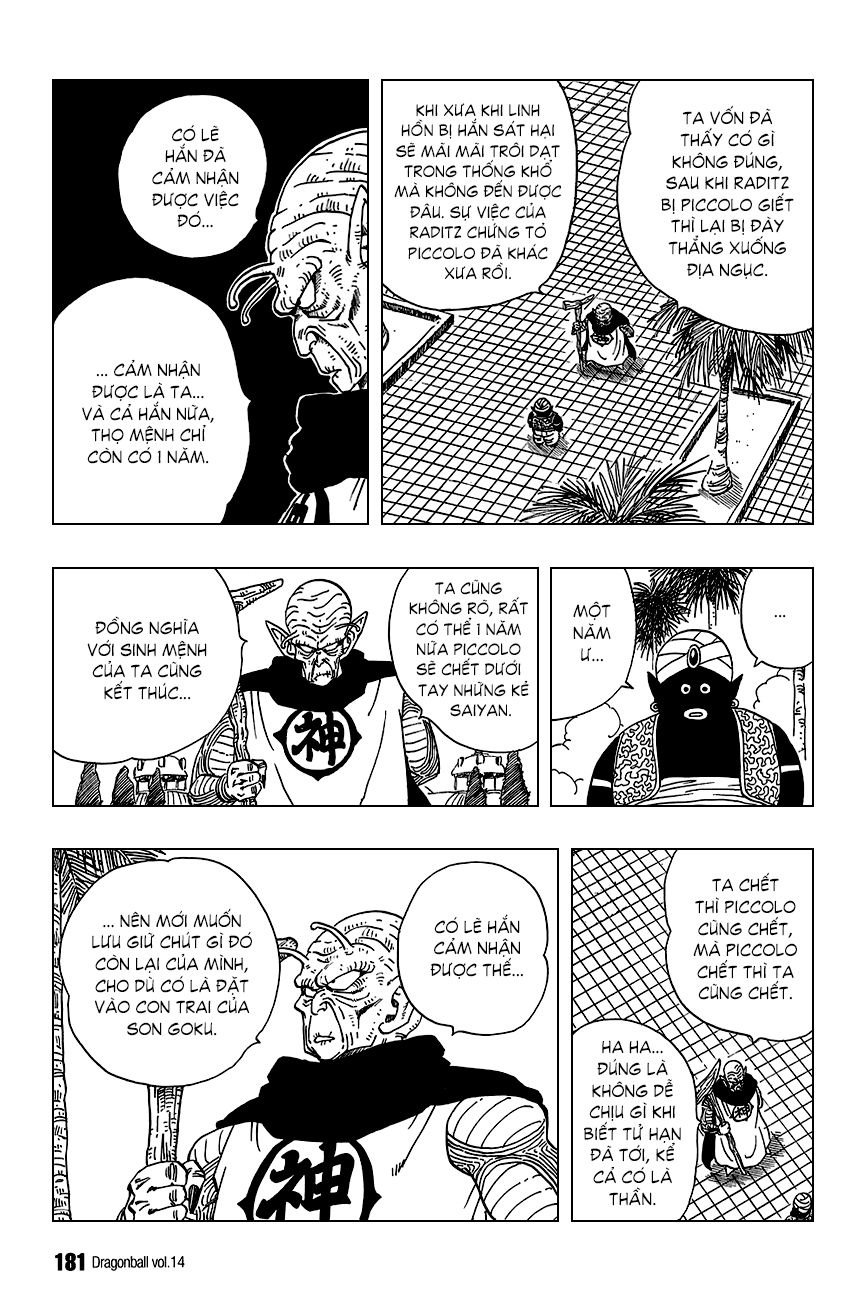 TA VỐN ĐÃ
THẤY CÓ GÌ
KHÔNG ĐÚNG,
SAU KHI RADITZ
BỊ PICCOLO GIẾT
THÌ LẠI BỊ ĐÀY
THẲNG XUỐNG
ĐỊA NGỤC.
KHI XƯA KHI LINH
HỒN BỊ HẮN SÁT HẠI
SẼ MÃI MÃI TRÔI DẠT
TRONG THỐNG KHỔ
MÀ KHÔNG ĐẾN ĐƯỢC
ĐÂU. SỰ VIỆC CỦA
RADITZ CHỨNG TỎ
PICCOLO ĐÃ KHÁC
XƯA RỒI.
CÓ LẼ
HẮN ĐÃ
CẢM NHẬN
ĐƯỢC VIỆC
ĐÓ...
... CẢM NHẬN
ĐƯỢC LÀ TA...
VÀ CẢ HẮN NỮA,
THỌ MỆNH CHỈ
CÒN CÓ 1 NĂM.
...
MỘT
NĂM
Ư...
TA CŨNG
KHÔNG RÕ, RẤT
CÓ THỂ 1 NĂM
NỮA PICCOLO
SẼ CHẾT DƯỚI
TAY NHỮNG KẺ
SAIYAN.
ĐỒNG NGHĨA
VỚI SINH MỆNH
CỦA TA CŨNG
KẾT THÚC...
神
TA CHẾT
THÌ PICCOLO
CŨNG CHẾT,
MÀ PICCOLO
CHẾT THÌ TA
CŨNG CHẾT.
HA HA...
ĐÚNG LÀ
KHÔNG DỄ
CHỊU GÌ KHI
BIẾT TỬ HẠN
ĐÃ TỚI, KỂ
CẢ CÓ LÀ
THẦN.
神
CÓ LẼ HẮN
CẢM NHẬN
ĐƯỢC THẾ...
... NÊN MỚI MUỐN
LƯU GIỮ CHÚT GÌ ĐÓ
CÒN LẠI CỦA MÌNH,
CHO DÙ CÓ LÀ ĐẶT
VÀO CON TRAI CỦA
SON GOKU.
神
181 Dragonball vol.14